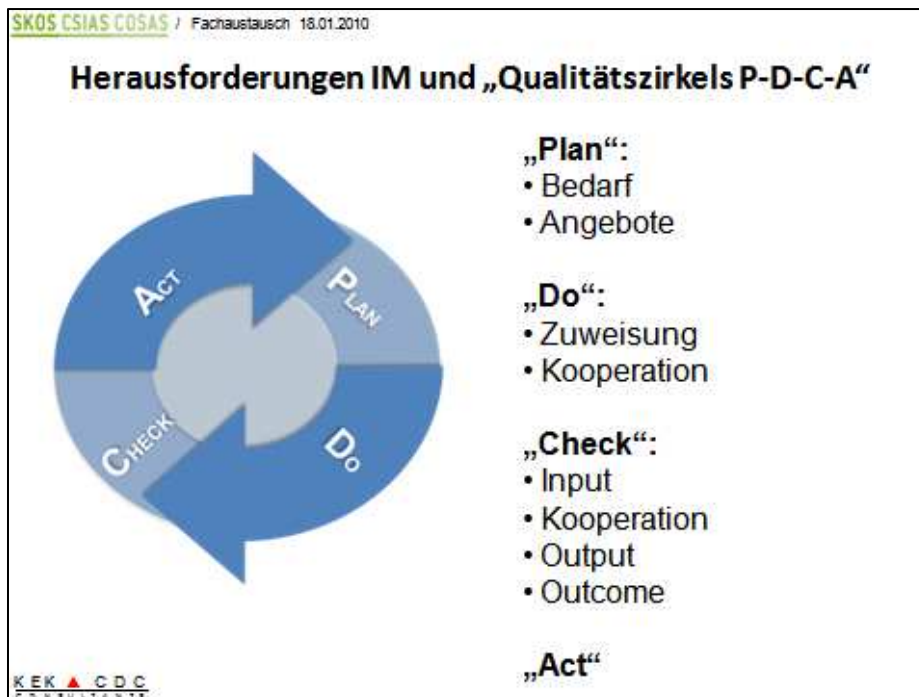 SKOS CSIAS COSAS / Fachaustausch 18.01.2010
Herausforderungen IM und „Qualitätszirkels P-D-C-A“
ACT
PLAN
CHECK
DO
„Plan“:
• Bedarf
• Angebote
„Do“:
• Zuweisung
• Kooperation
„Check“:
• Input
• Kooperation
• Output
• Outcome
„Act“
KEK ▲ CDC